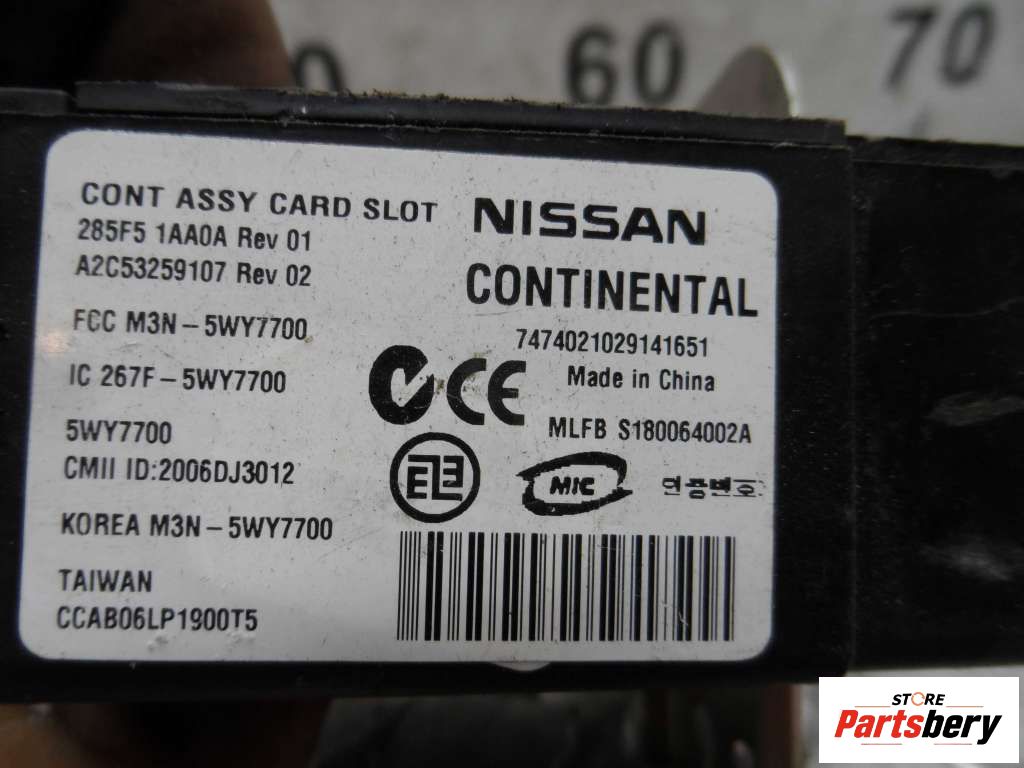 60 70
CONT ASSY CARD SLOT
285F5 1AA0A Rev 01
A2C53259107 Rev 02
FCC M3N-5WY7700
IC 267F-5WY7700
5WY7700
CMII ID:2006DJ3012
KOREA M3N-5WY7700
TAIWAN
CCAB06LP1900T5
NISSAN
CONTINENTAL
7474021029141651
Made in China
CE
MLFB S180064002A
MIC
STORE
Partsbery